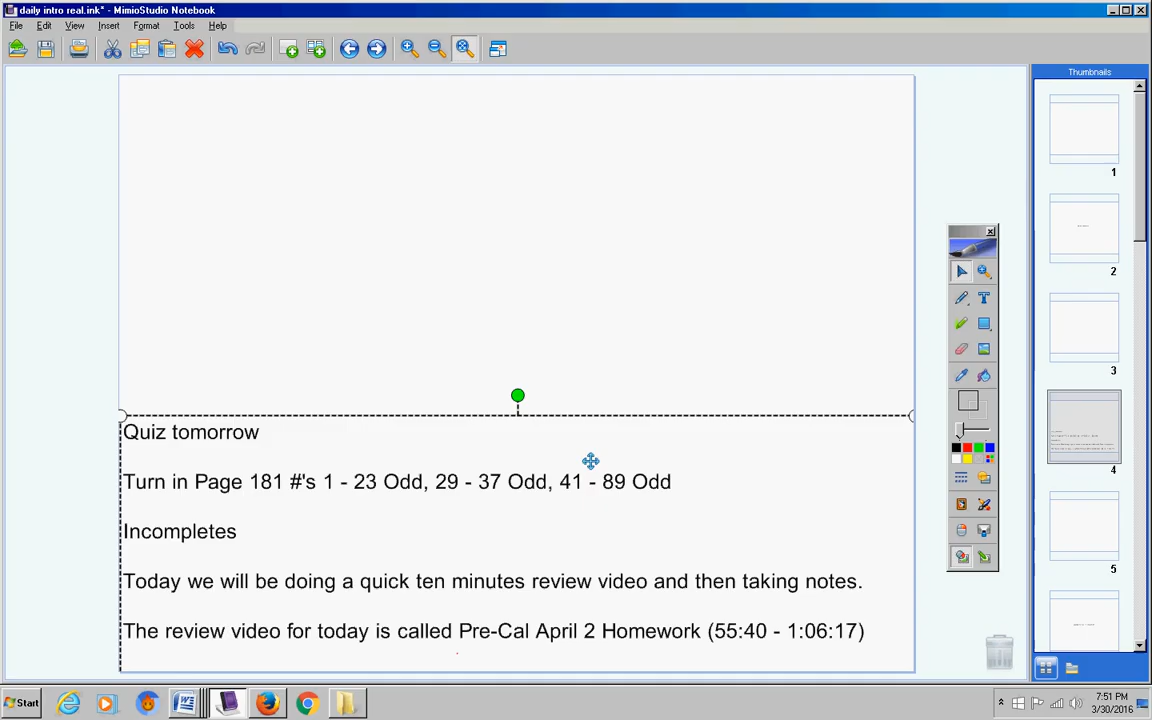 daily intro real.ink* - MimioStudio Notebook
File Edit View Insert Format Tools Help
Thumbnails
1
2
3
4
5
Quiz tomorrow
Turn in Page 181 #'s 1 - 23 Odd, 29 - 37 Odd, 41 - 89 Odd
Incompletes
Today we will be doing a quick ten minutes review video and then taking notes.
The review video for today is called Pre-Cal April 2 Homework (55:40 - 1:06:17)
Start
7:51 PM
3/30/2016